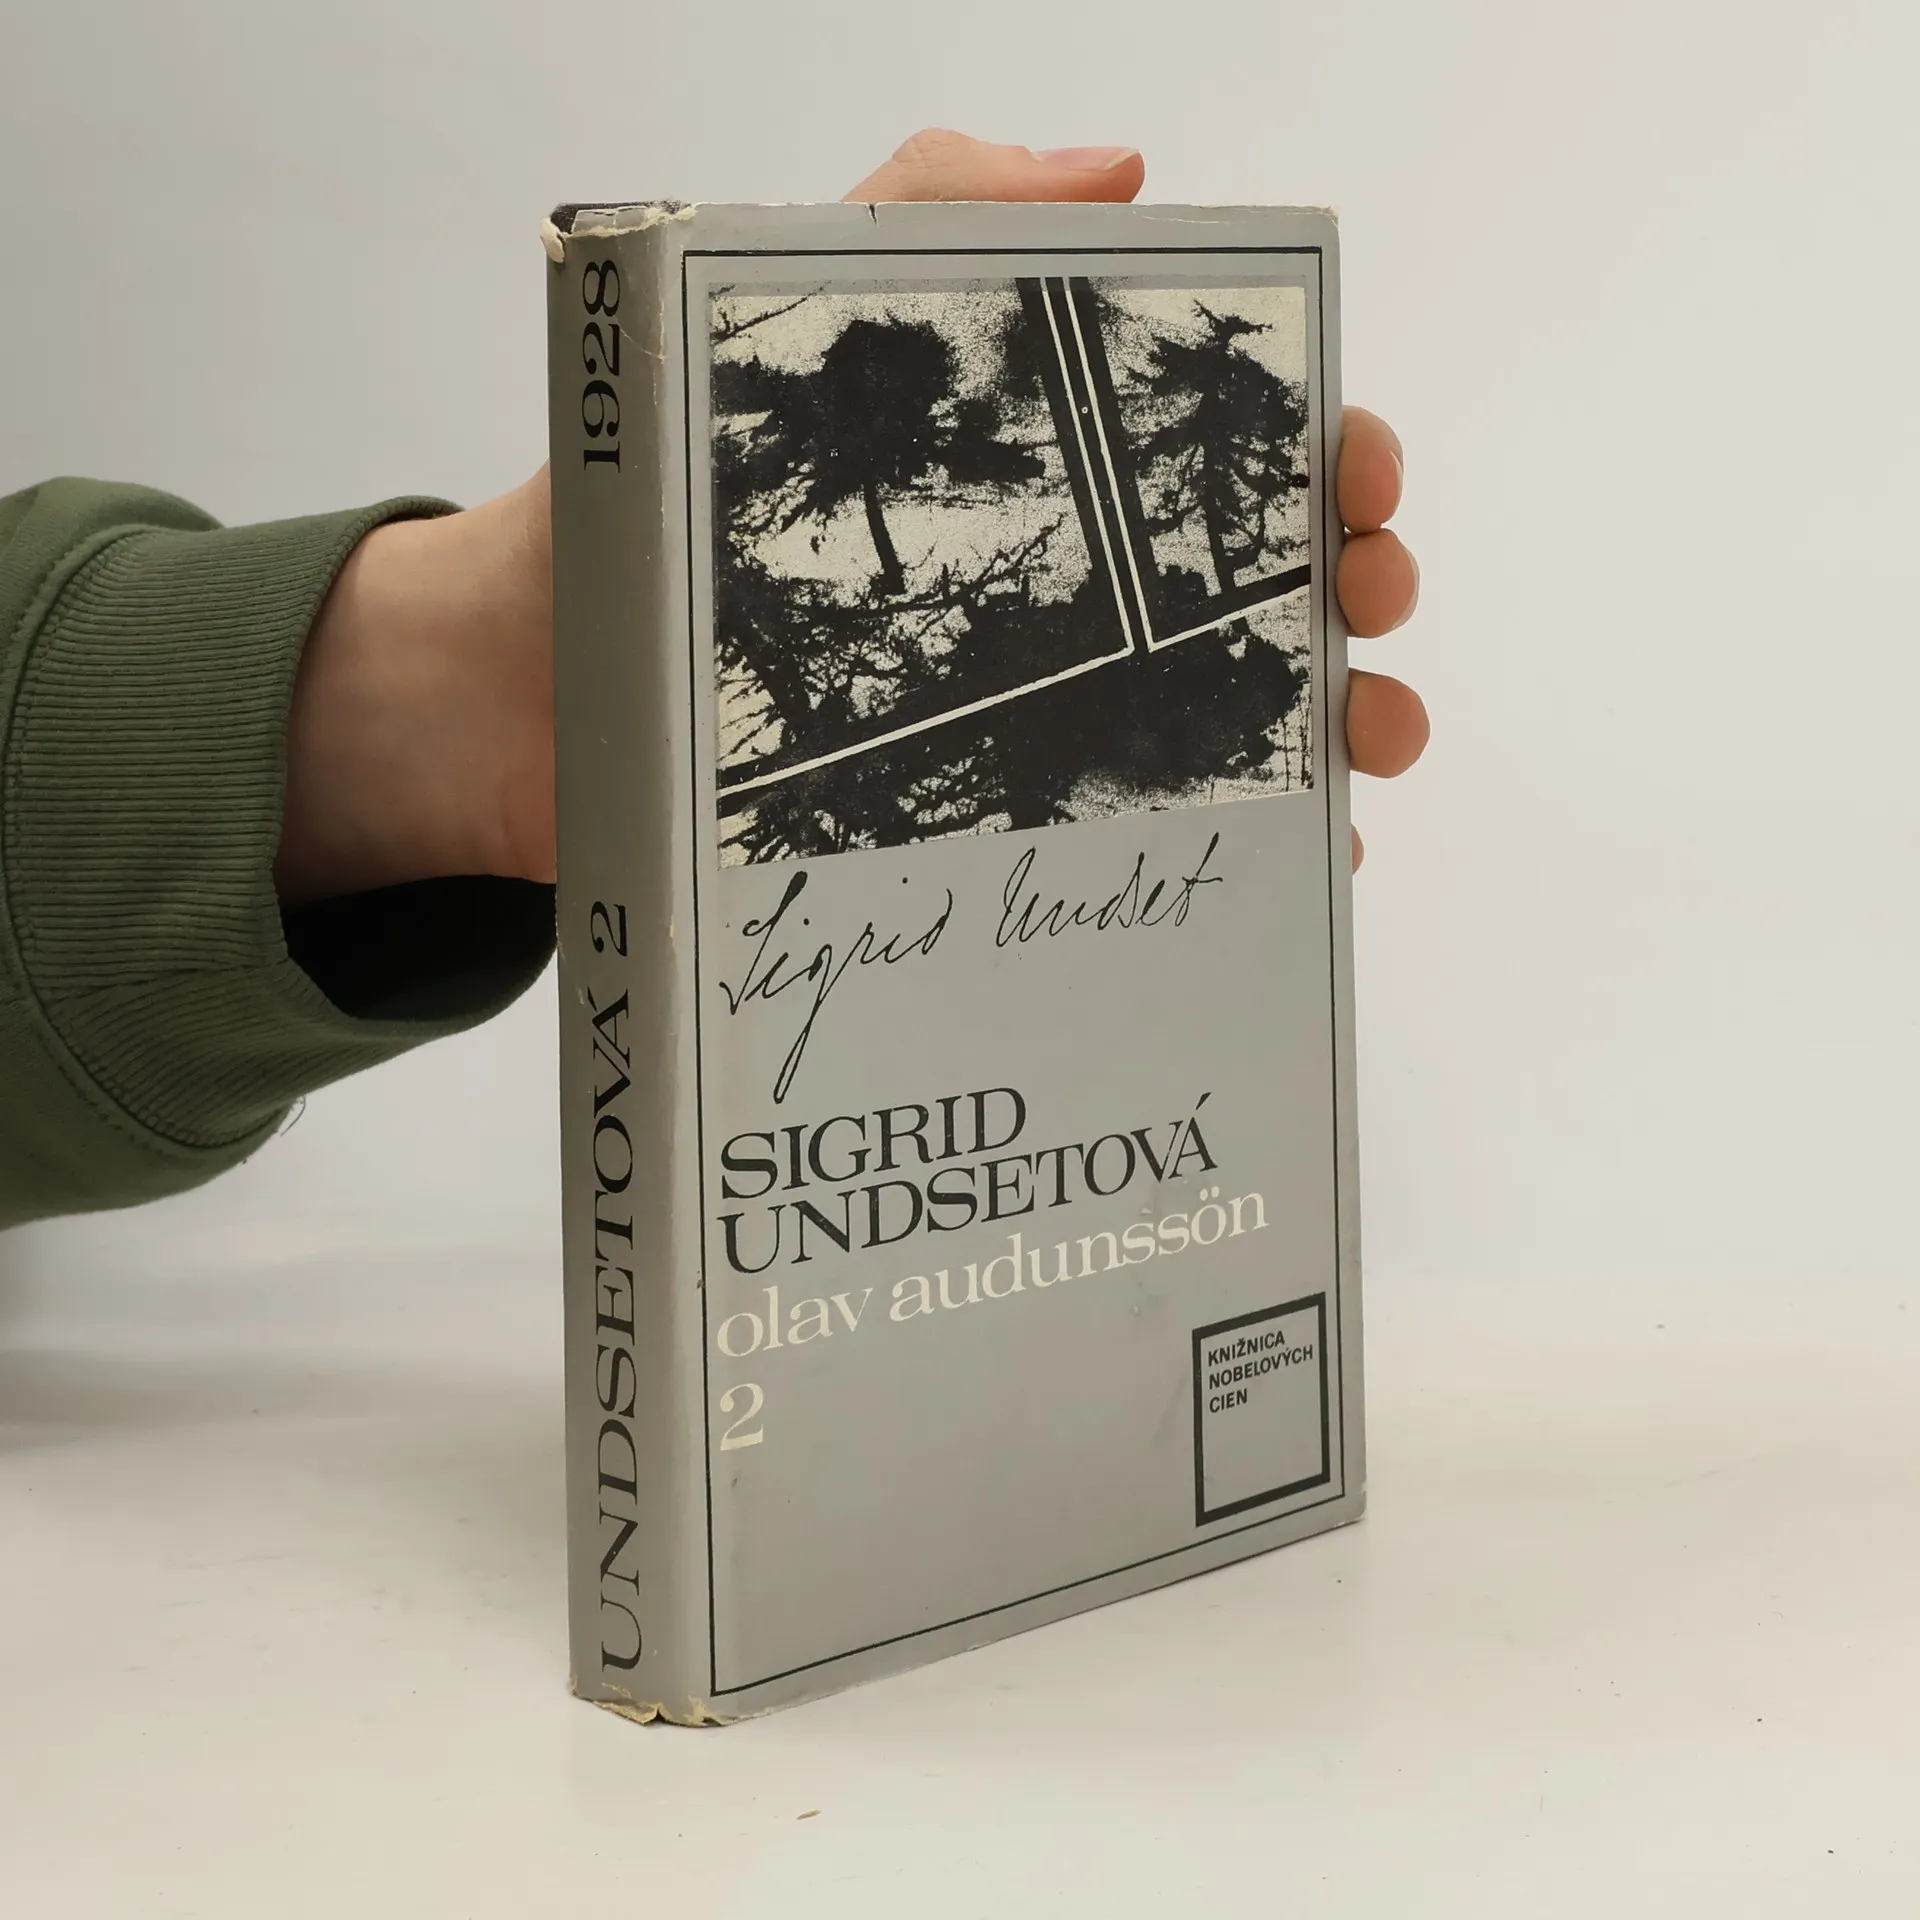 1928
UNDSETOVÁ 2
Sigrid Undset
SIGRID
UNDSETOVÁ
olav audunssön
2
KNIŽNICA
NOBELOVÝCH
CIEN